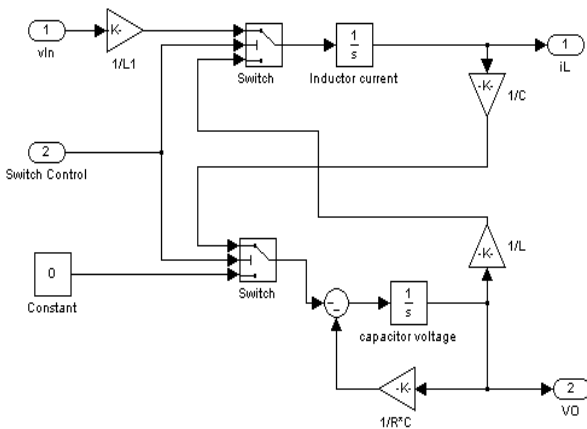 1
vIn
K-
1/L1
Switch
1
s
Inductor current
1
iL
-K-
1/C
2
Switch Control
0
Constant
Switch
-
-
1
s
capacitor voltage
-K-
1/L
-K-
1/R*C
2
VO